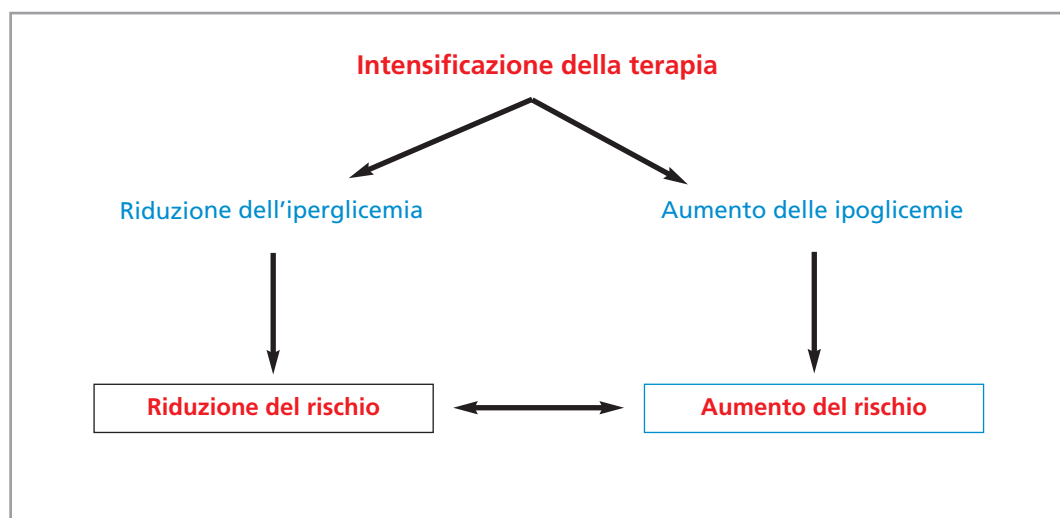 Intensificazione della terapia
Riduzione dell'iperglicemia
Aumento delle ipoglicemie
Riduzione del rischio
Aumento del rischio